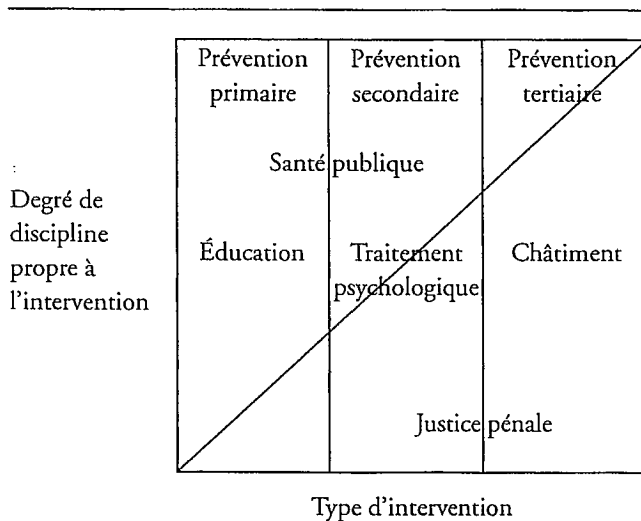 Prévention
primaire
Prévention
secondaire
Prévention
tertiaire
Santé publique
Degré de
discipline
propre à
l'intervention
Éducation
Traitement
psychologique
Châtiment
Justice pénale
Type d'intervention